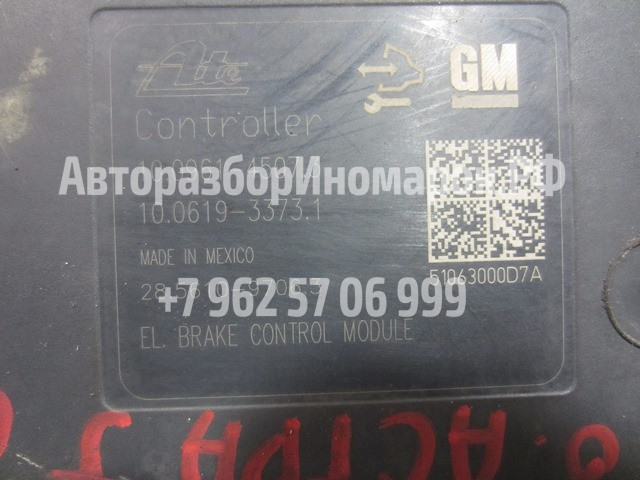 Ate
GM
Controller
АвторазборИномарок.РФ
10.0619-3373.1
51063000D7A
MADE IN MEXICO
+7 962 57 06 999
EL. BRAKE CONTROL MODULE
АСТРА J